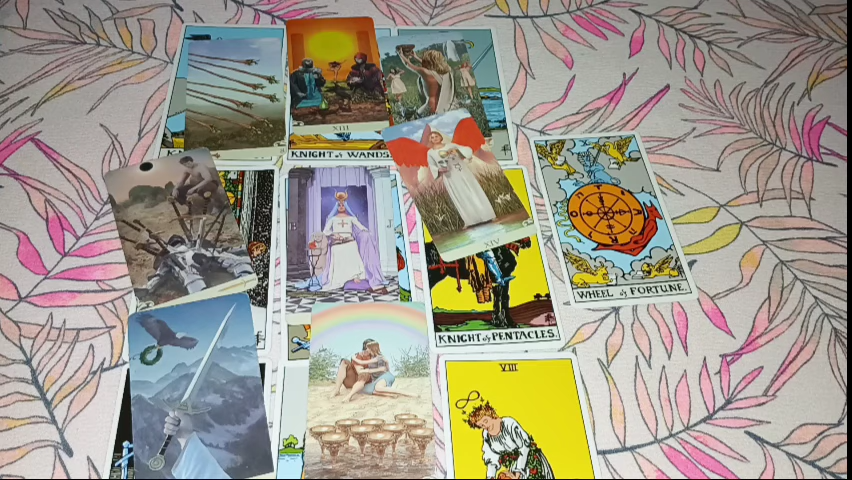 XIII
KNIGHT of WANDS
XIV
WHEEL of FORTUNE.
KNIGHT of PENTACLES.
VIII